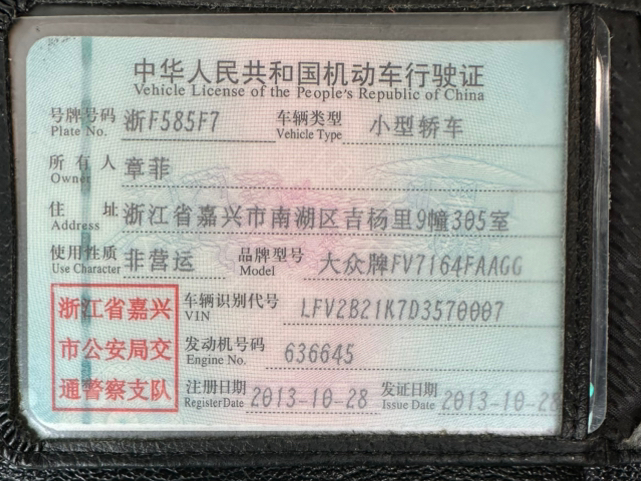 中华人民共和国机动车行驶证
Vehicle License of the People's Republic of China
号牌号码 浙F585F7 车辆类型 小型轿车
Plate No. Vehicle Type
所有人 章菲
Owner
住址 浙江省嘉兴市南湖区吉杨里9幢305室
Address
使用性质 非营运 品牌型号 大众牌FV7164FAAGG
Use Character Model
浙江省嘉兴
市公安局交
通警察支队
车辆识别代号 LFV2B21K7D3570007
VIN
发动机号码 636645
Engine No.
注册日期 2013-10-28 发证日期 2013-10-28
Register Date Issue Date